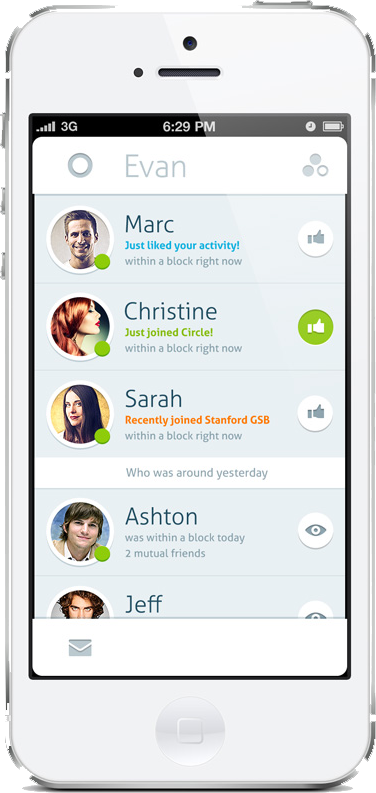 3G
6:29 PM
Evan
Marc
Just liked your activity!
within a block right now
Christine
Just joined Circle!
within a block right now
Sarah
Recently joined Stanford GSB
within a block right now
Who was around yesterday
Ashton
was within a block today
2 mutual friends
Jeff